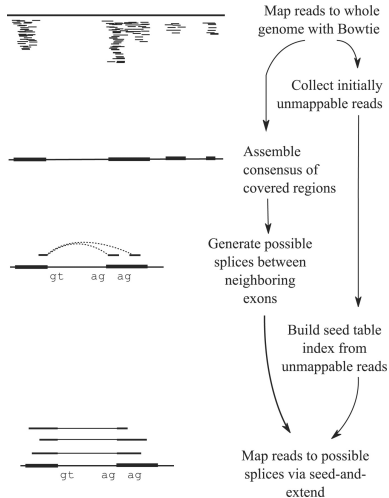 Map reads to whole
genome with Bowtie
Collect initially
unmappable reads
Assemble
consensus of
covered regions
Generate possible
splices between
neighboring
exons
gt ag ag
Build seed table
index from
unmappable reads
Map reads to possible
splices via seed-and-
extend
gt ag ag